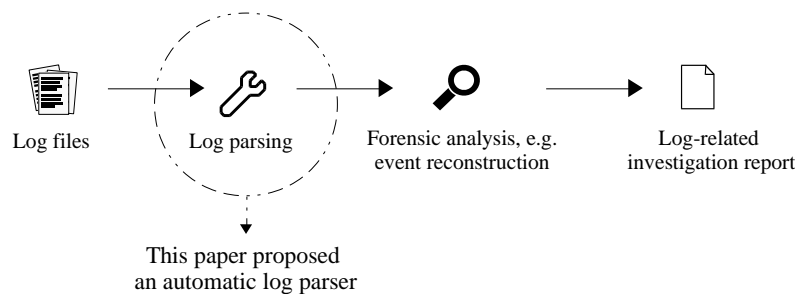 Log files
Log parsing
Forensic analysis, e.g.
event reconstruction
Log-related
investigation report
This paper proposed
an automatic log parser